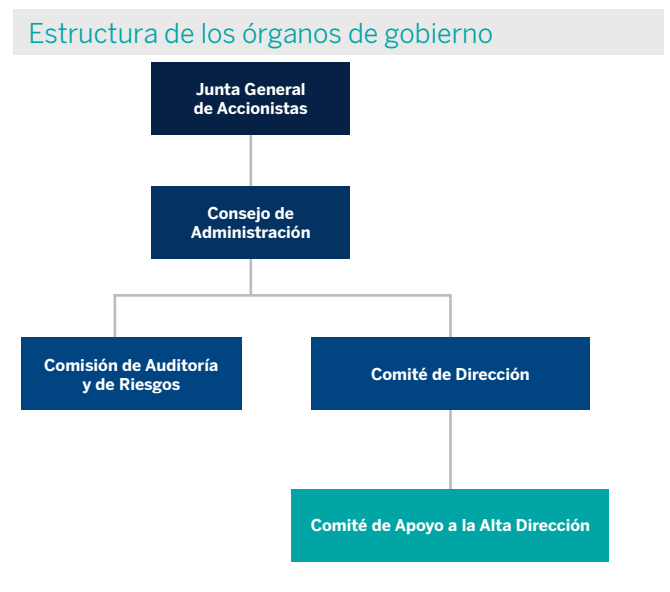 Estructura de los órganos de gobierno
Junta General
de Accionistas
Consejo de
Administración
Comisión de Auditoría
y de Riesgos
Comité de Dirección
Comité de Apoyo a la Alta Dirección